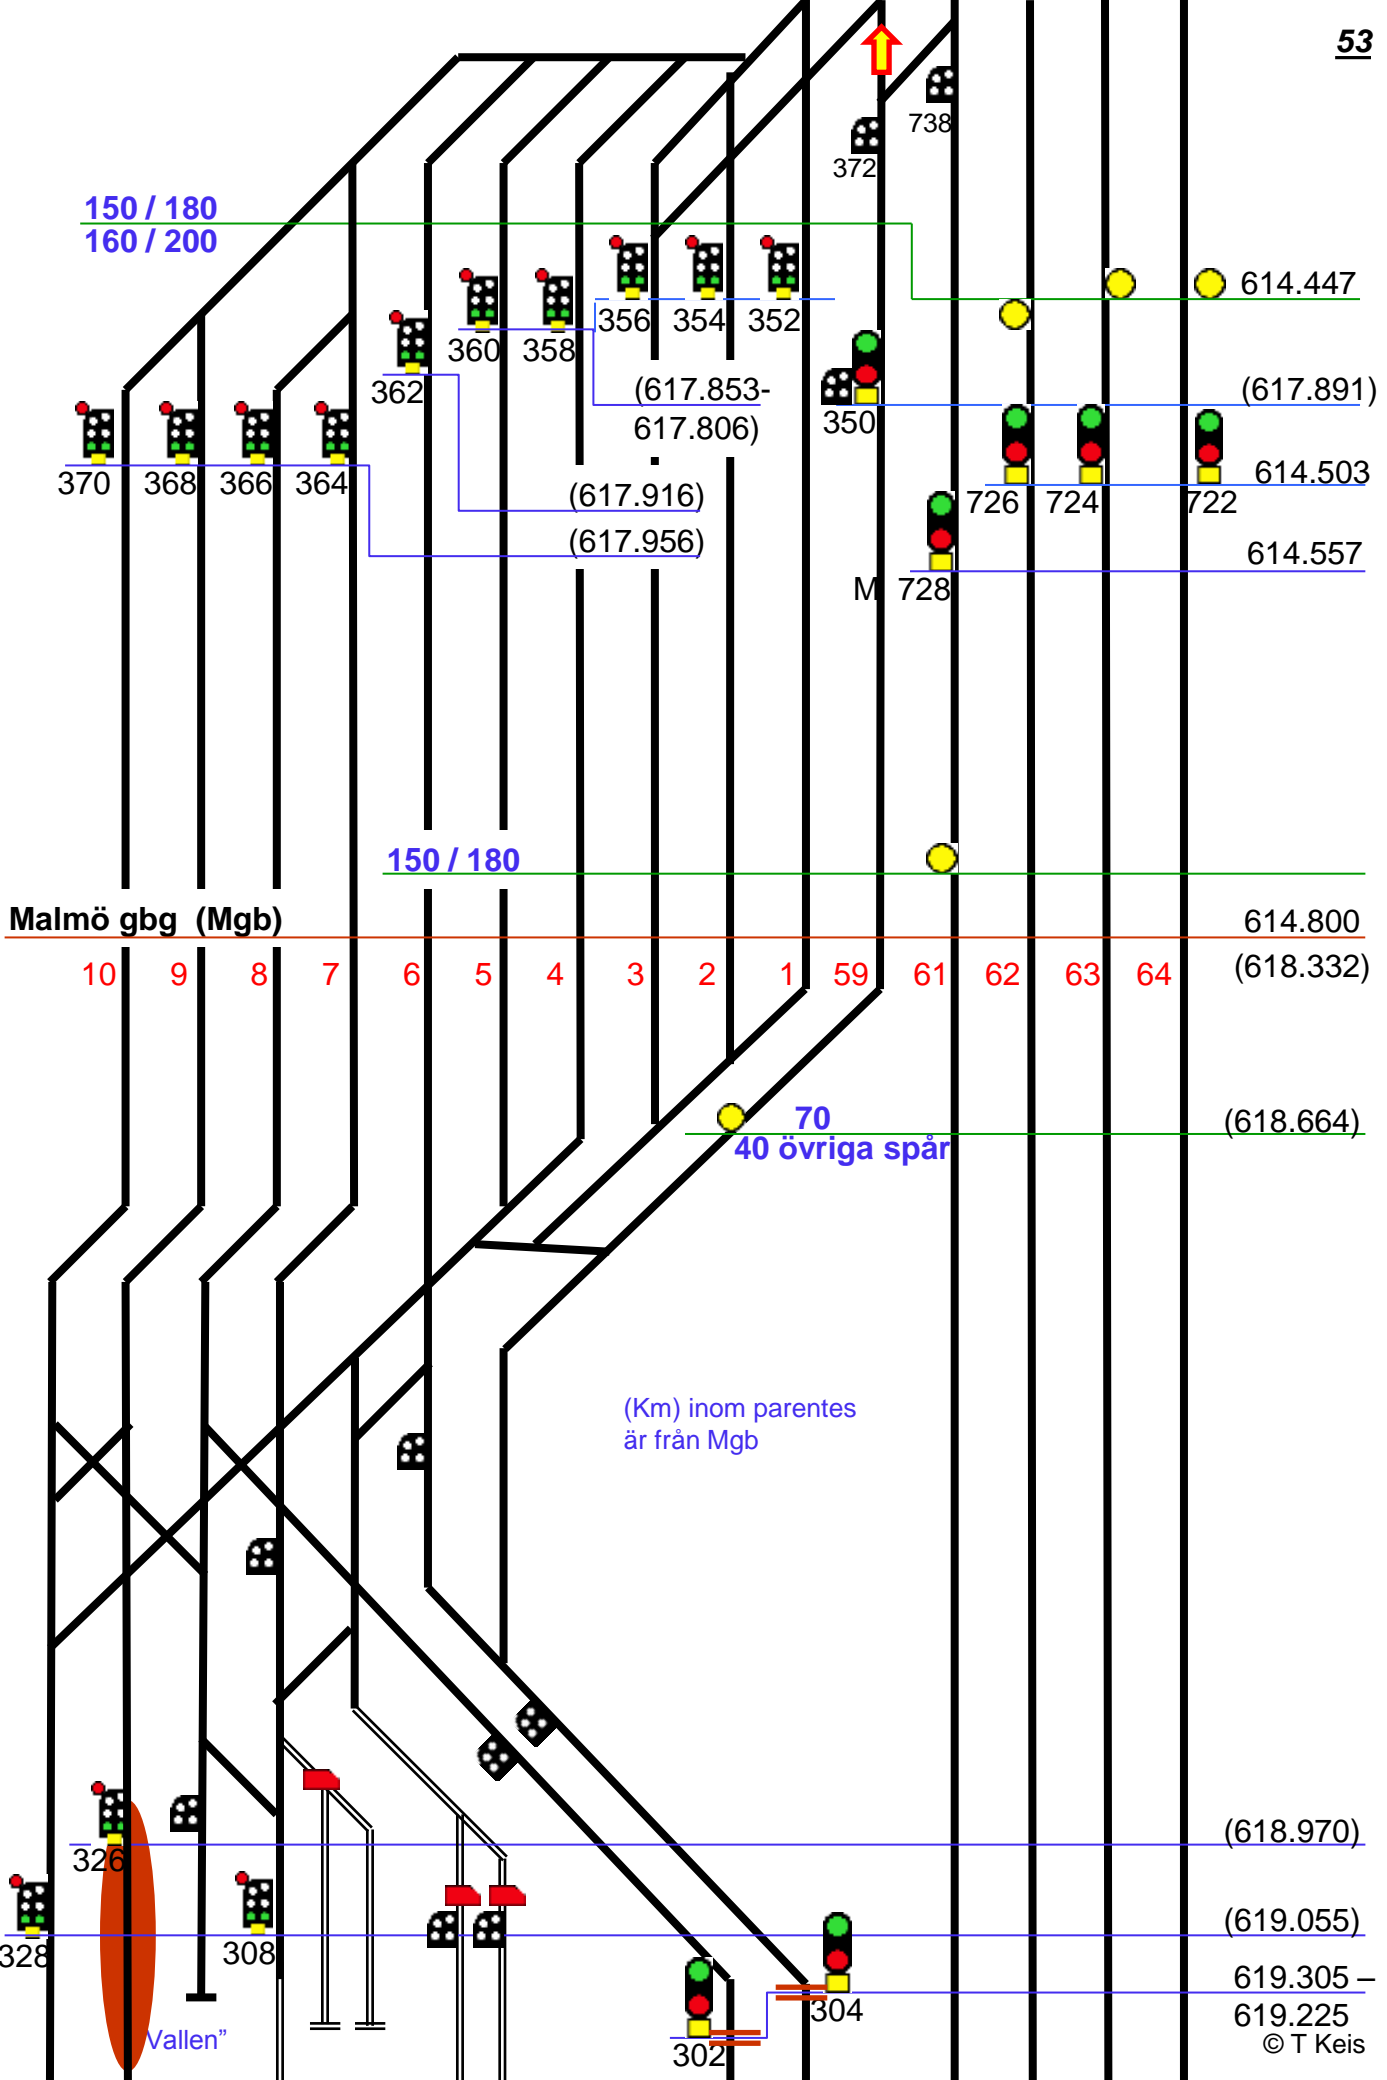 53
738
372
150 / 180
160 / 200
614.447
356 354 352
360 358
362
(617.853-
617.806)
(617.891)
350
370 368 366 364
614.503
(617.916)
726 724 722
(617.956)
614.557
M 728
150 / 180
Malmö gbg (Mgb)
614.800
10 9 8 7 6 5 4 3 2 1 59 61 62 63 64
(618.332)
70
40 övriga spår
(618.664)
(Km) inom parentes
är från Mgb
(618.970)
326
(619.055)
328
308
619.305 –
619.225
304
302
Vallen”
© T Keis